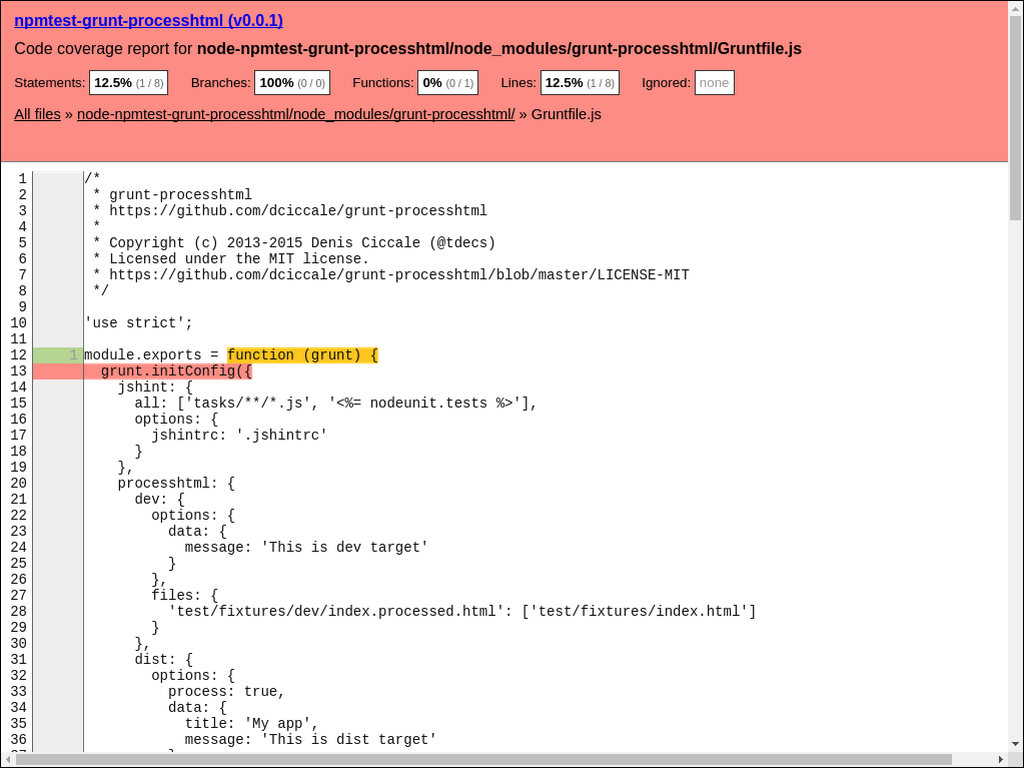 npmtest-grunt-processhtml (v0.0.1)
Code coverage report for node-npmtest-grunt-processhtml/node_modules/grunt-processhtml/Gruntfile.js
Statements: 12.5% (1 / 8) Branches: 100% (0 / 0) Functions: 0% (0 / 1) Lines: 12.5% (1 / 8) Ignored: none
All files » node-npmtest-grunt-processhtml/node_modules/grunt-processhtml/ » Gruntfile.js
1 /*
2  * grunt-processhtml
3  * https://github.com/dciccale/grunt-processhtml
4  *
5  * Copyright (c) 2013-2015 Denis Ciccale (@tdecs)
6  * Licensed under the MIT license.
7  * https://github.com/dciccale/grunt-processhtml/blob/master/LICENSE-MIT
8  */
9
10 'use strict';
11
12 1 module.exports = function (grunt) {
13   grunt.initConfig({
14     jshint: {
15       all: ['tasks/**/*.js', '<%= nodeunit.tests %>'],
16       options: {
17         jshintrc: '.jshintrc'
18       }
19     },
20     processhtml: {
21       dev: {
22         options: {
23           data: {
24             message: 'This is dev target'
25           }
26         },
27         files: {
28           'test/fixtures/dev/index.processed.html': ['test/fixtures/index.html']
29         }
30       },
31       dist: {
32         options: {
33           process: true,
34           data: {
35             title: 'My app',
36             message: 'This is dist target'